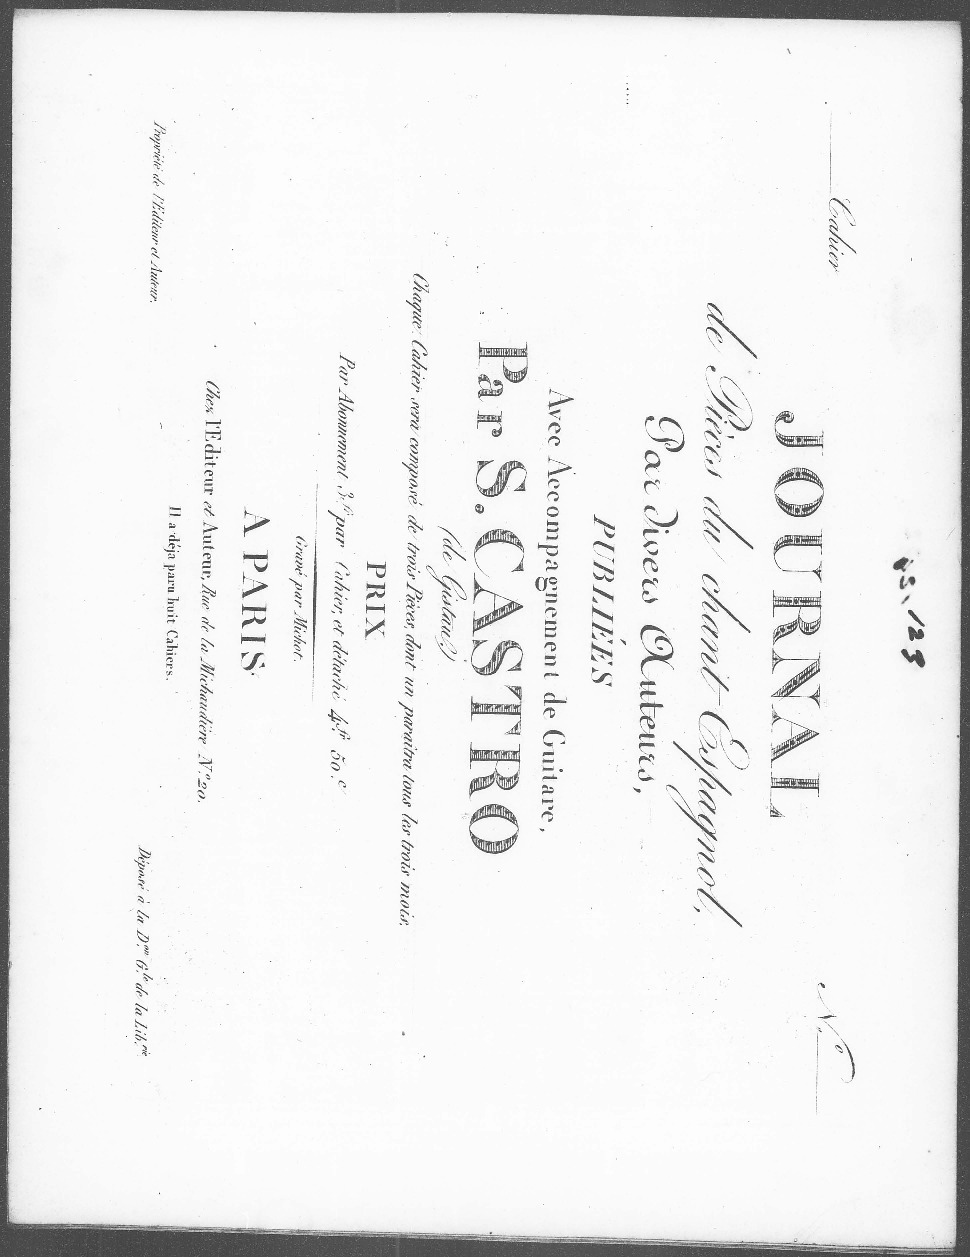 _____ Cahier
N.º _____
JOURNAL
de Pièces du chant Espagnol,
Par divers Auteurs,
PUBLIÉES
Avec Accompagnement de Guitare,
Par S. CASTRO
(de Gistau)
Chaque Cahier sera composé de trois Pièces, dont un paraitra tous les trois mois.
PRIX
Par Abonnement 3.f par Cahier, et détaché 4.f 50.c
Gravé par Michot.
A PARIS
Chez l'Editeur et Auteur, Rue de la Michaudière N.º 20.
Il a déja paru huit Cahiers.
Propriété de l'Editeur et Auteur.
Déposé à la D.on G.le de la Lib.rie